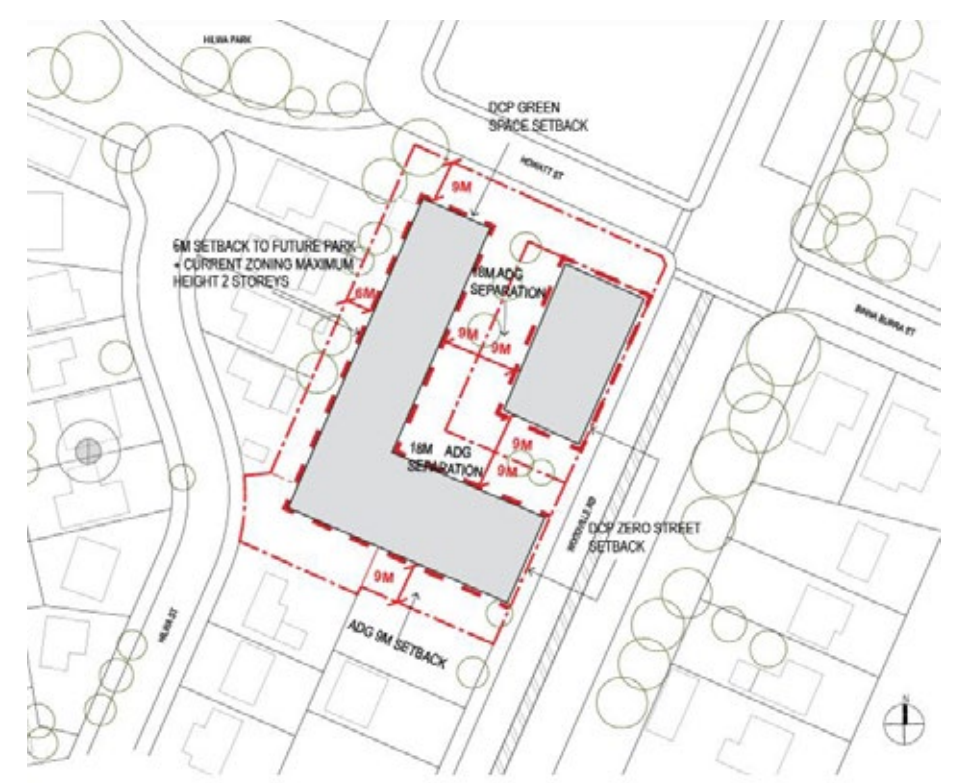 HILWA PARK
DCP GREEN
SPACE SETBACK
HOWATT ST
9M
6M SETBACK TO FUTURE PARK
+ CURRENT ZONING MAXIMUM
HEIGHT 2 STOREYS
18M ADG
SEPARATION
6M
9M
9M
BINNA BURRA ST
18M ADG
SEPARATION
9M
9M
WOODVILLE RD
DCP ZERO STREET
SETBACK
9M
HILWA ST
ADG 9M SETBACK
N